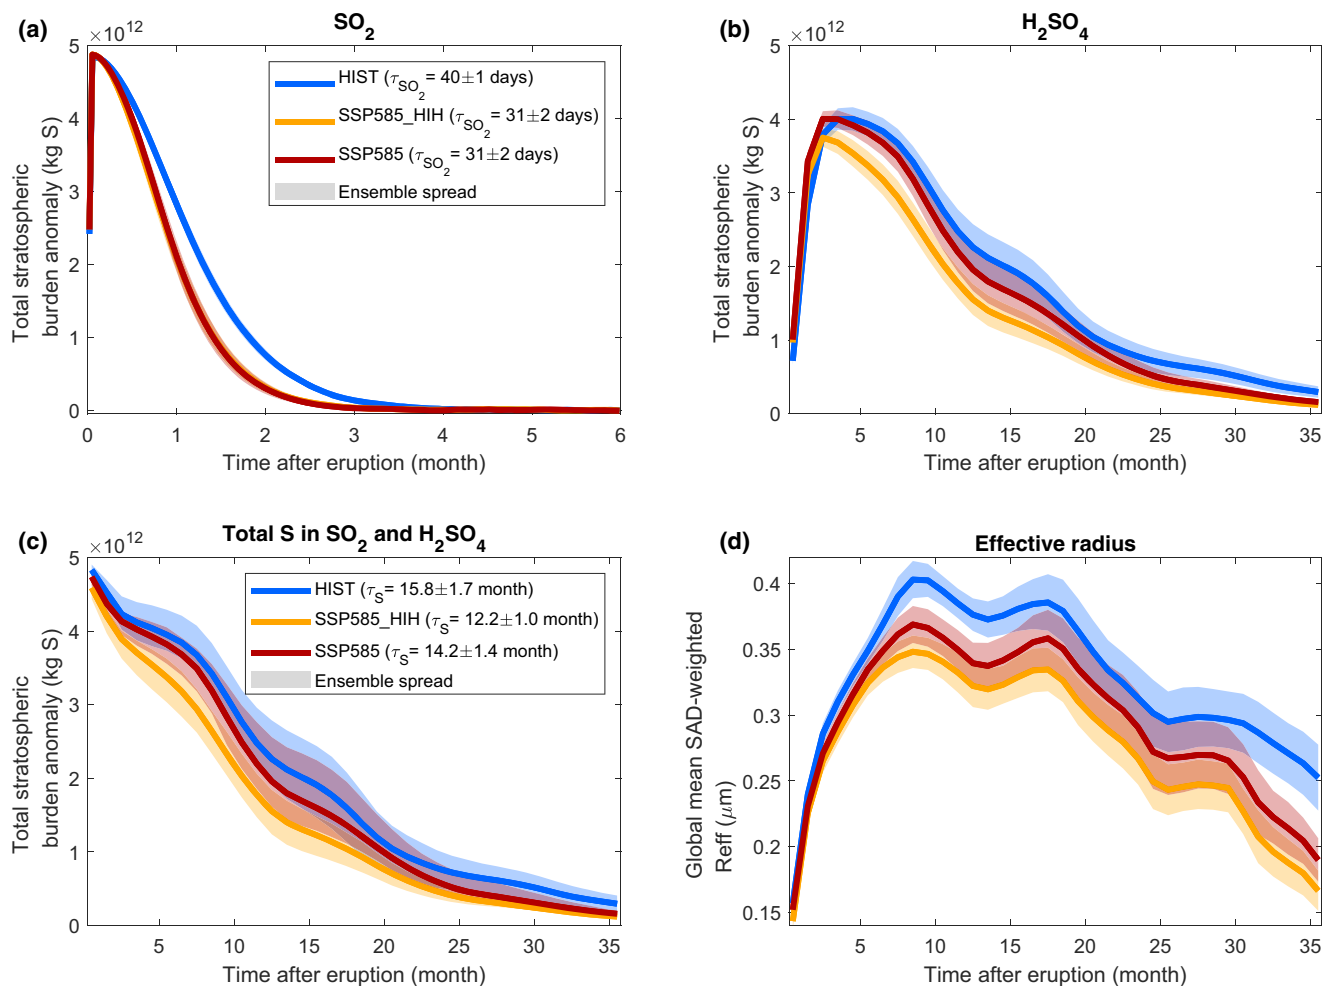 (a)
SO2
×10^12
5
4
3
2
1
0
0 1 2 3 4 5 6
Total stratospheric
burden anomaly (kg S)
Time after eruption (month)
HIST (τSO2 = 40±1 days)
SSP585_HIH (τSO2 = 31±2 days)
SSP585 (τSO2 = 31±2 days)
Ensemble spread
(b)
H2SO4
×10^12
5
4
3
2
1
0
5 10 15 20 25 30 35
Total stratospheric
burden anomaly (kg S)
Time after eruption (month)
(c)
Total S in SO2 and H2SO4
×10^12
5
4
3
2
1
0
5 10 15 20 25 30 35
Total stratospheric
burden anomaly (kg S)
Time after eruption (month)
HIST (τS= 15.8±1.7 month)
SSP585_HIH (τS= 12.2±1.0 month)
SSP585 (τS= 14.2±1.4 month)
Ensemble spread
(d)
Effective radius
0.4
0.35
0.3
0.25
0.2
0.15
5 10 15 20 25 30 35
Global mean SAD-weighted
Reff (μm)
Time after eruption (month)